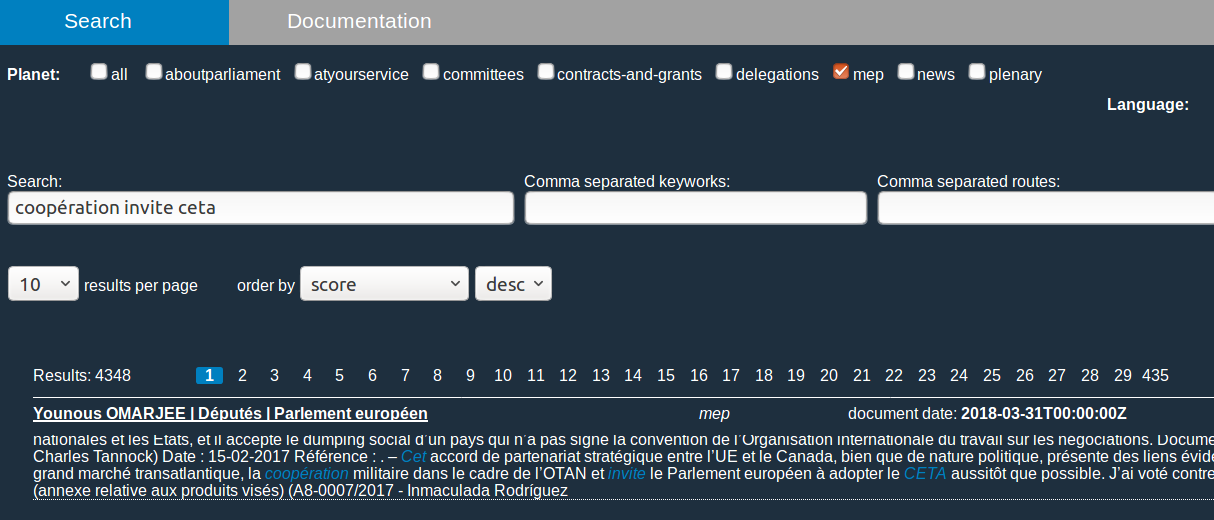 Search Documentation
Planet: all aboutparliament atyourservice committees contracts-and-grants delegations mep news plenary
Language:
Search: Comma separated keyworks: Comma separated routes:
coopération invite ceta
10 results per page order by score desc
Results: 4348 1 2 3 4 5 6 7 8 9 10 11 12 13 14 15 16 17 18 19 20 21 22 23 24 25 26 27 28 29 435
Younous OMARJEE | Députés | Parlement européen mep document date: 2018-03-31T00:00:00Z
nationales et les États, et il accepte le dumping social d'un pays qui n'a pas signé la convention de l'Organisation internationale du travail sur les négociations. Docume
Charles Tannock) Date : 15-02-2017 Référence : . – Cet accord de partenariat stratégique entre l'UE et le Canada, bien que de nature politique, présente des liens évide
grand marché transatlantique, la coopération militaire dans le cadre de l'OTAN et invite le Parlement européen à adopter le CETA aussitôt que possible. J'ai voté contre
(annexe relative aux produits visés) (A8-0007/2017 - Inmaculada Rodríguez